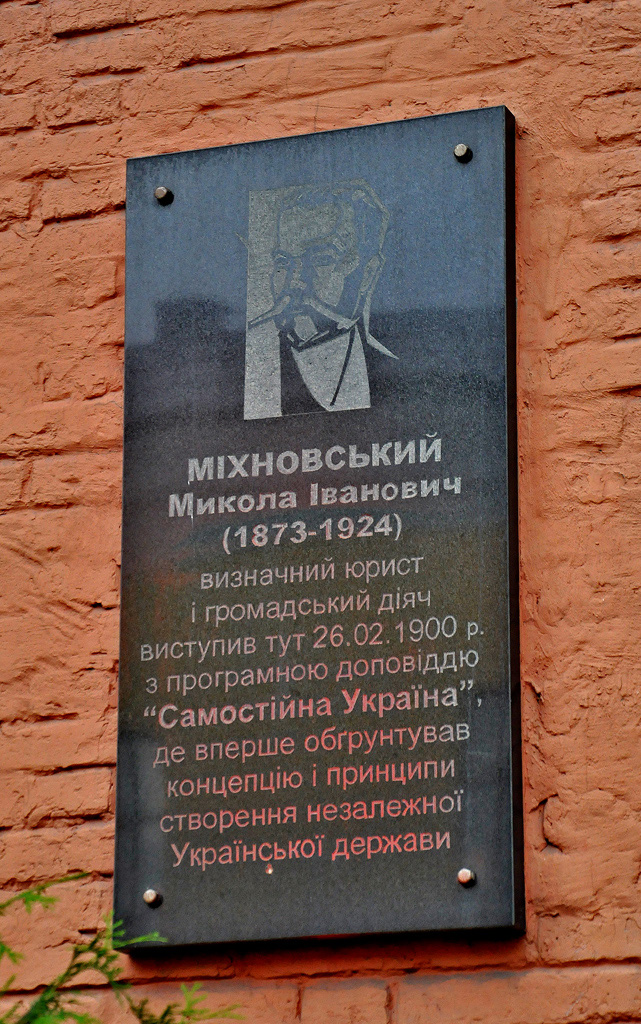 МІХНОВСЬКИЙ
Микола Іванович
(1873-1924)
визначний юрист
і громадський діяч
виступив тут 26.02.1900 р.
з програмною доповіддю
“Самостійна Україна”,
де вперше обґрунтував
концепцію і принципи
створення незалежної
Української держави